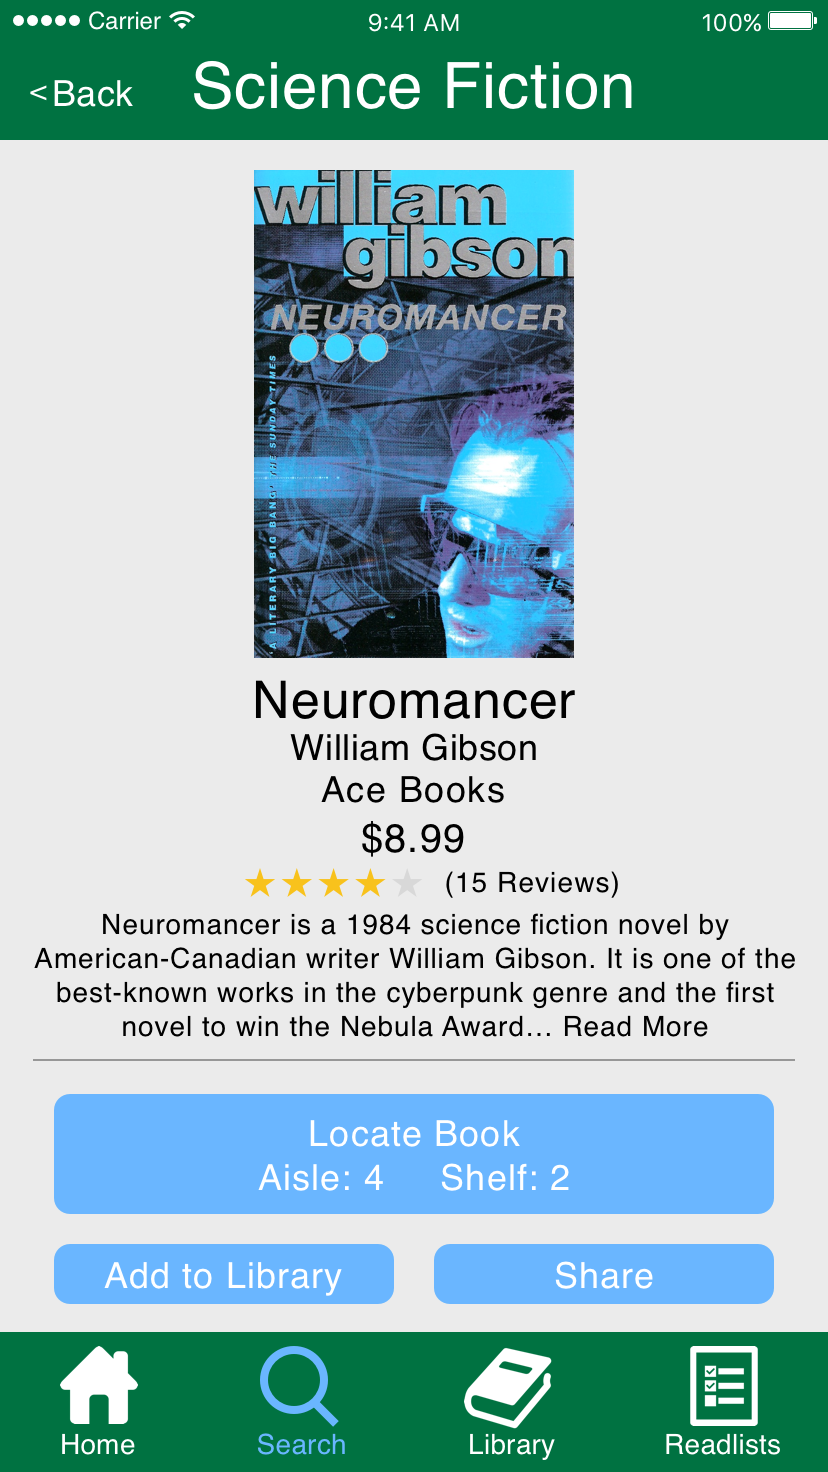 Carrier 9:41 AM 100%
<Back Science Fiction
william
gibson
NEUROMANCER
'A LITERARY BIG BANG' THE SUNDAY TIMES
Neuromancer
William Gibson
Ace Books
$8.99
(15 Reviews)
Neuromancer is a 1984 science fiction novel by
American-Canadian writer William Gibson. It is one of the
best-known works in the cyberpunk genre and the first
novel to win the Nebula Award... Read More
Locate Book
Aisle: 4 Shelf: 2
Add to Library Share
Home Search Library Readlists